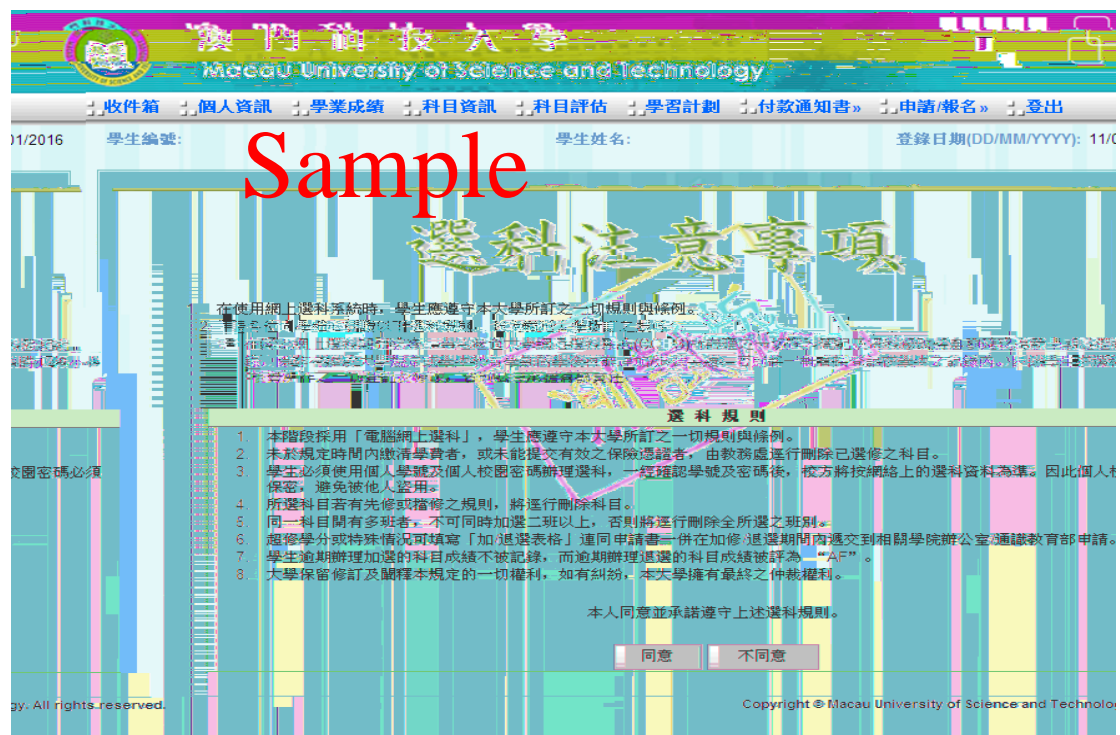 澳門科技大學
Macau University of Science and Technology
收件箱 個人資訊 學業成績 科目資訊 科目評估 學習計劃 付款通知書» 申請/報名» 登出
01/2016 學生編號: 學生姓名: 登錄日期(DD/MM/YYYY): 11/0
Sample
選科注意事項
1. 在使用網上選科系統時，學生應遵守本大學所訂之一切規則與條例。
2.
選 科 規 則
1. 本階段採用「電腦網上選科」，學生應遵守本大學所訂之一切規則與條例。
2. 未於規定時間內繳清學費者，或未能提交有效之保險憑證者，由教務處逕行刪除已選修之科目。
校園密碼必須 3. 學生必須使用個人學號及個人校園密碼辦理選科，一經確認學號及密碼後，校方將按網絡上的選科資料為準。因此個人校
保密，避免被他人盜用。
4. 所選科目若有先修或擋修之規則，將逕行刪除科目。
5. 同一科目開有多班者，不可同時加選二班以上，否則將逕行刪除全所選之班別。
6. 超修學分或特殊情況可填寫「加/退選表格」連同申請書一併在加修/退選期間內遞交到相關學院辦公室/通識教育部申請。
7. 學生逾期辦理加選的科目成績不被記錄，而逾期辦理退選的科目成績被評為 “AF”。
8. 大學保留修訂及闡釋本規定的一切權利，如有糾紛，本大學擁有最終之仲裁權利。
本人同意並承諾遵守上述選科規則。
同意 不同意
gy. All rights reserved. Copyright © Macau University of Science and Technolo